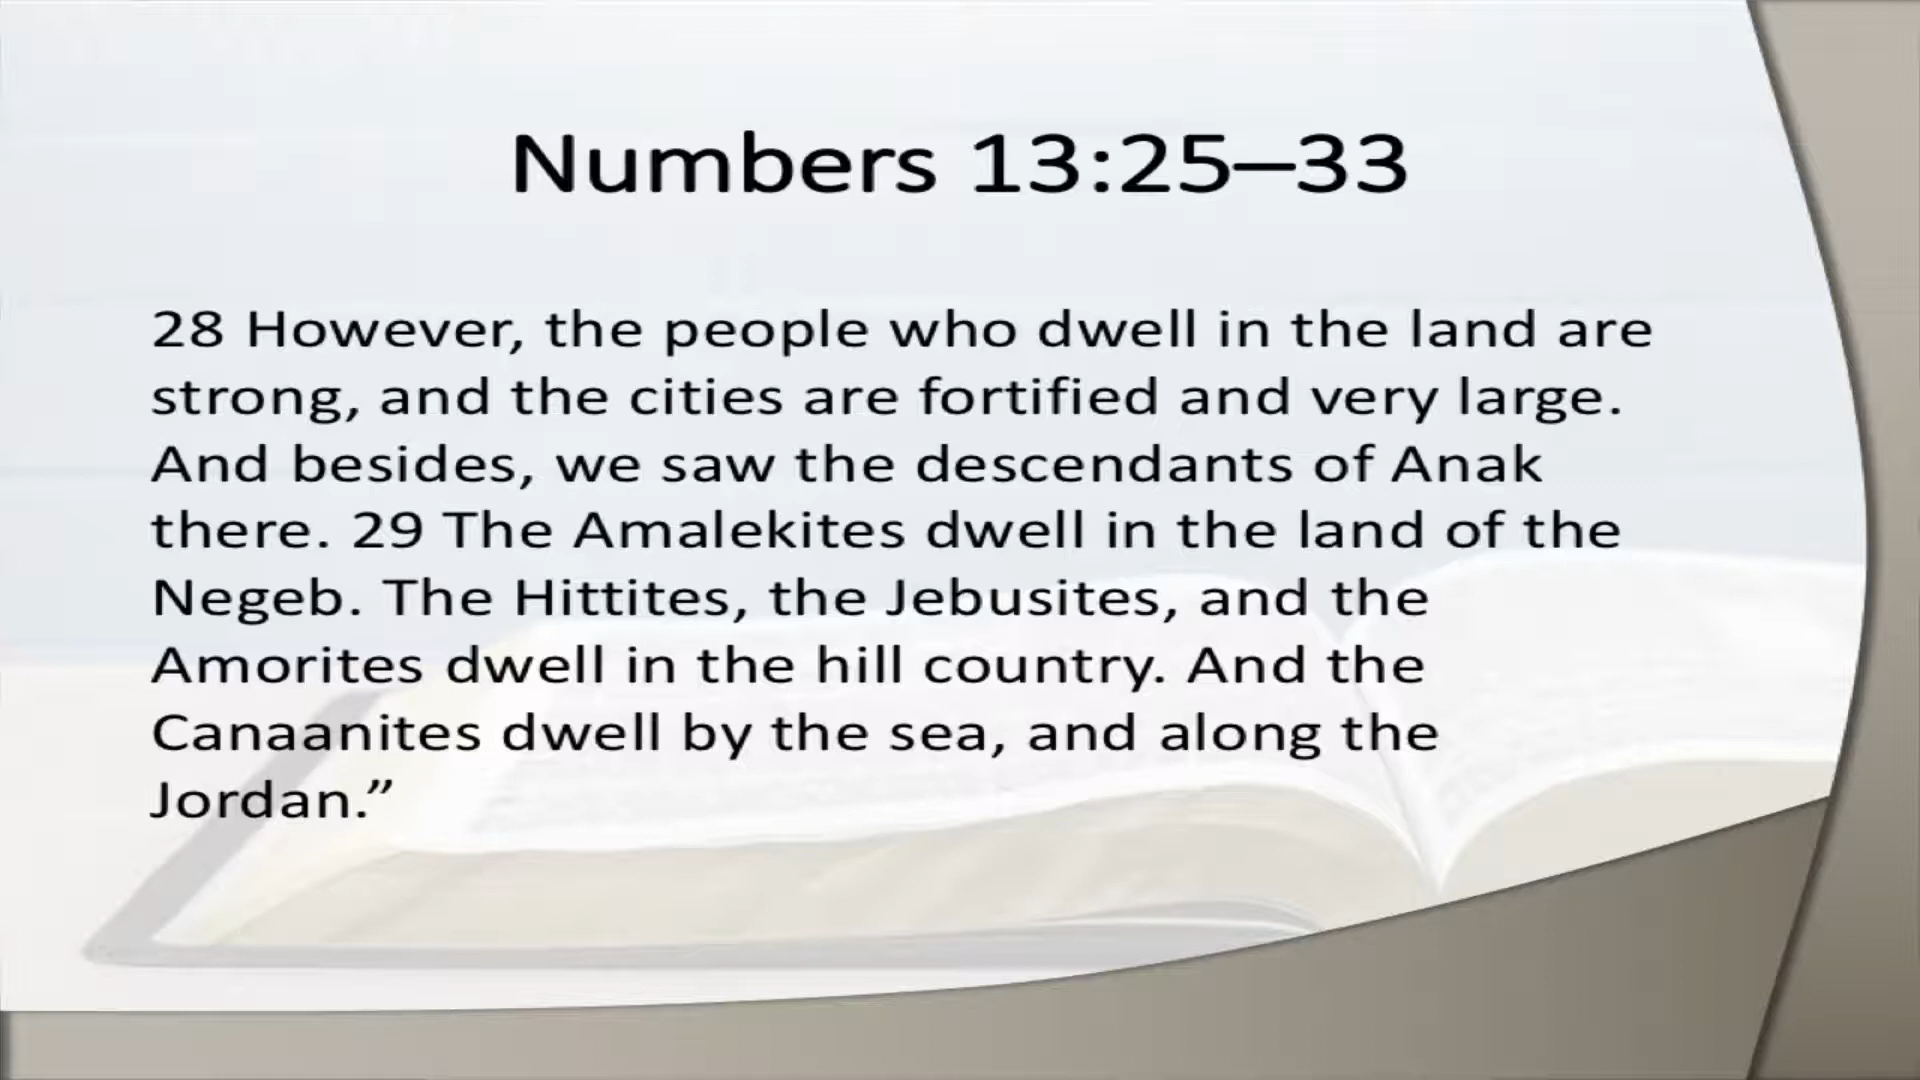 Numbers 13:25–33
28 However, the people who dwell in the land are
strong, and the cities are fortified and very large.
And besides, we saw the descendants of Anak
there. 29 The Amalekites dwell in the land of the
Negeb. The Hittites, the Jebusites, and the
Amorites dwell in the hill country. And the
Canaanites dwell by the sea, and along the
Jordan.”